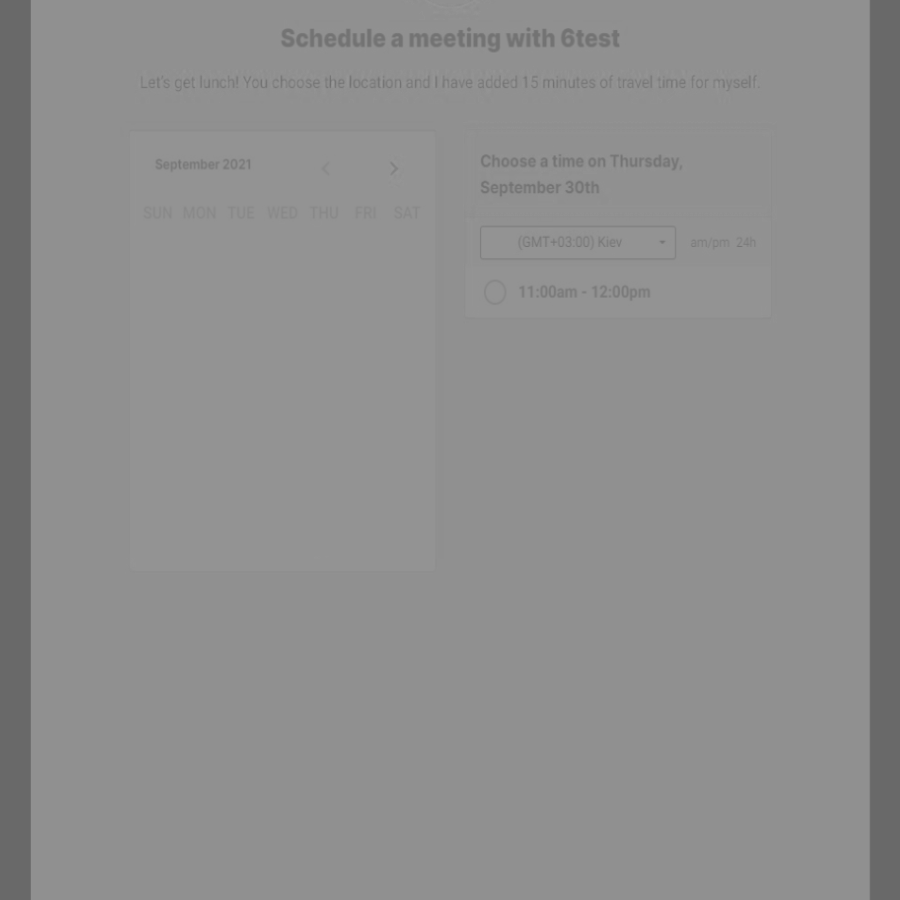 Schedule a meeting with 6test
Let's get lunch! You choose the location and I have added 15 minutes of travel time for myself.
September 2021
SUN MON TUE WED THU FRI SAT
Choose a time on Thursday,
September 30th
(GMT+03:00) Kiev
am/pm 24h
11:00am - 12:00pm